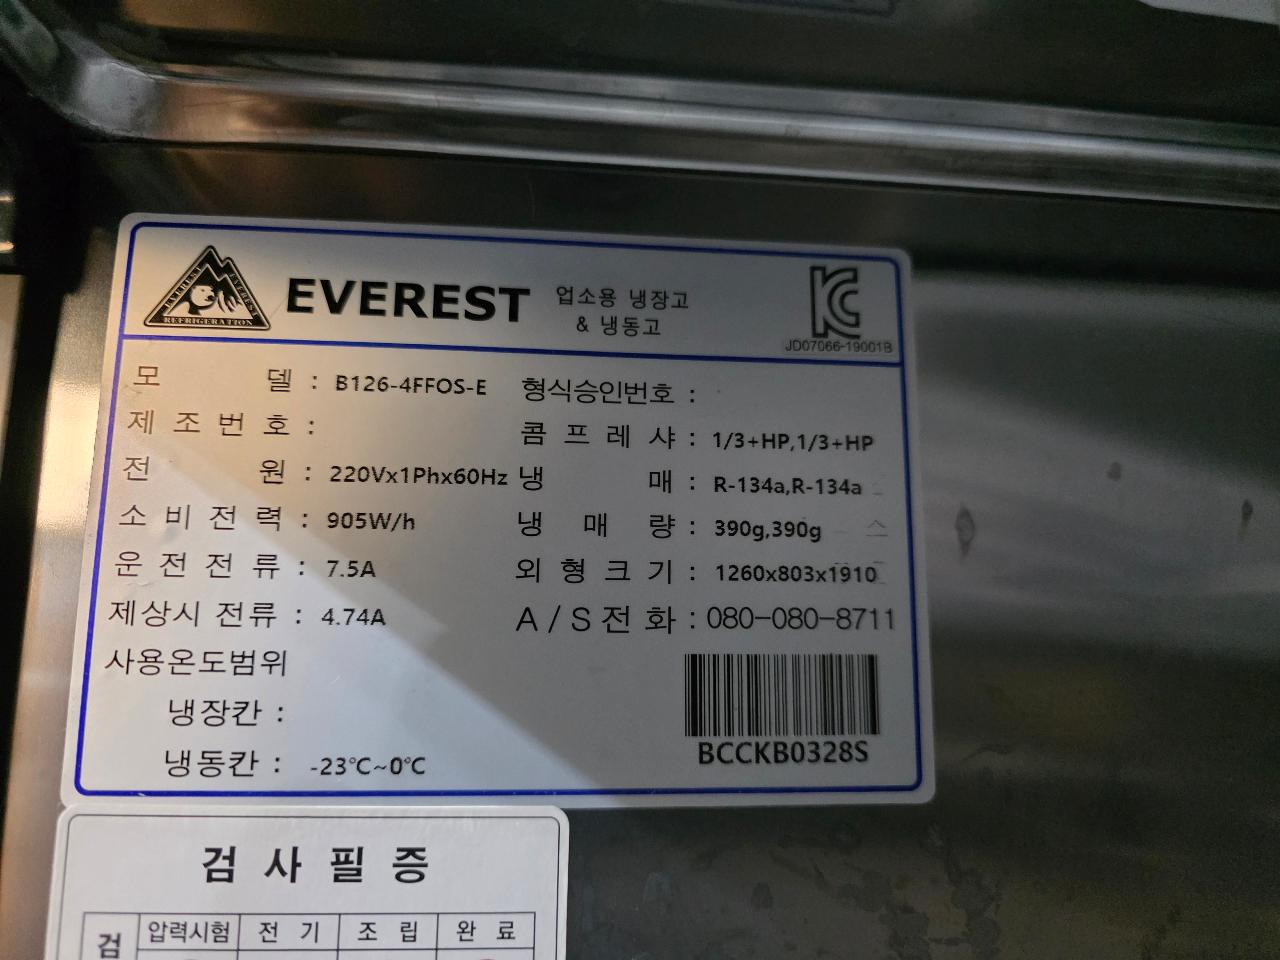 EVEREST 업소용 냉장고
& 냉동고
EVEREST EVEREST
REFRIGERATION
JD07066-19001B
모 델 : B126-4FFOS-E
형식승인번호 :
제조번호 :
콤프레샤 : 1/3+HP,1/3+HP
전 원 : 220Vx1Phx60Hz
냉 매 : R-134a,R-134a
소비전력 : 905W/h
냉 매 량 : 390g,390g
운전전류 : 7.5A
외형크기 : 1260x803x1910
제상시 전류 : 4.74A
A/S전화 : 080-080-8711
사용온도범위
냉장칸 :
냉동칸 : -23℃~0℃
BCCKB0328S
검사필증
검 압력시험 전 기 조 립 완 료